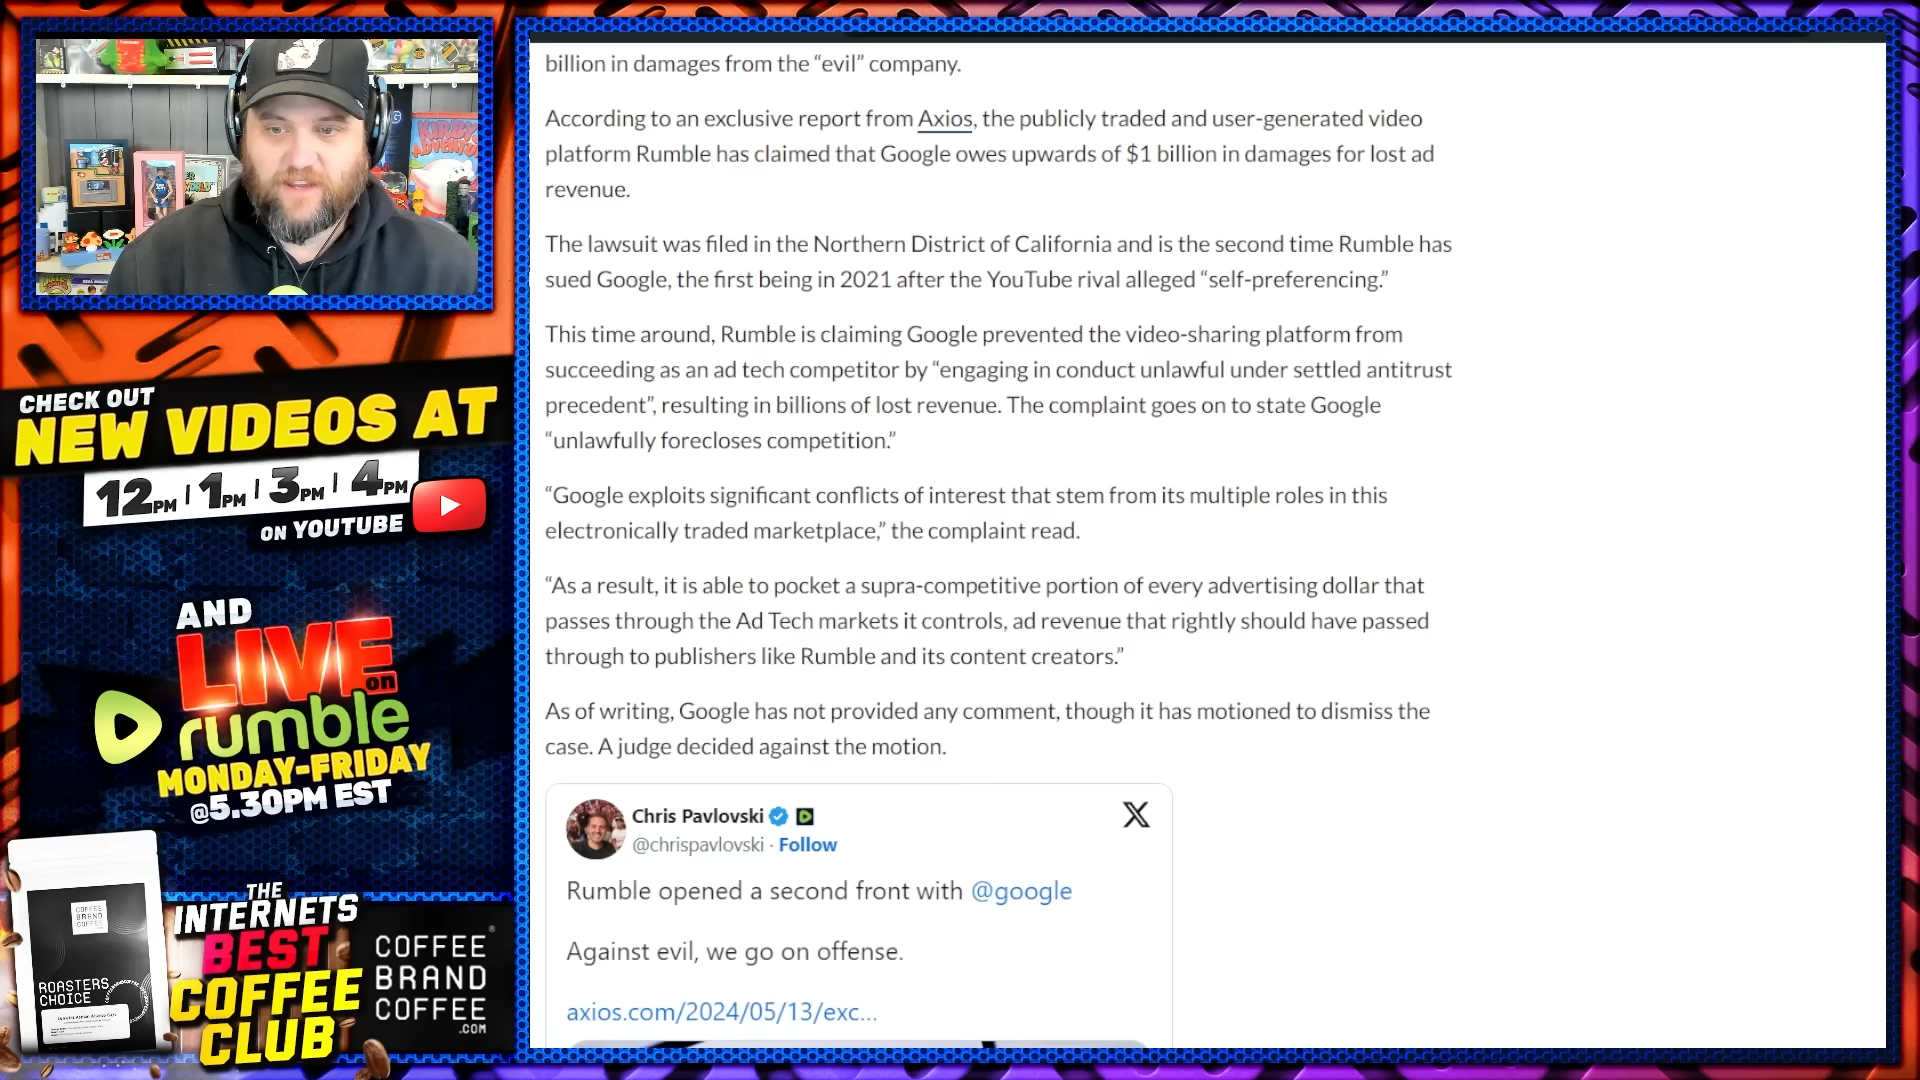 KIRBY'S
ADVENTURE
CHECK OUT
NEW VIDEOS AT
12PM | 1PM | 3PM | 4PM
ON YOUTUBE
AND
LIVE on
rumble
MONDAY-FRIDAY
@5.30PM EST
COFFEE
BRAND
COFFEE
ROASTERS
CHOICE
THE
INTERNETS
BEST
COFFEE
CLUB
COFFEE
BRAND
COFFEE
.COM
billion in damages from the “evil” company.
According to an exclusive report from Axios, the publicly traded and user-generated video
platform Rumble has claimed that Google owes upwards of $1 billion in damages for lost ad
revenue.
The lawsuit was filed in the Northern District of California and is the second time Rumble has
sued Google, the first being in 2021 after the YouTube rival alleged “self-preferencing.”
This time around, Rumble is claiming Google prevented the video-sharing platform from
succeeding as an ad tech competitor by “engaging in conduct unlawful under settled antitrust
precedent”, resulting in billions of lost revenue. The complaint goes on to state Google
“unlawfully forecloses competition.”
“Google exploits significant conflicts of interest that stem from its multiple roles in this
electronically traded marketplace,” the complaint read.
“As a result, it is able to pocket a supra-competitive portion of every advertising dollar that
passes through the Ad Tech markets it controls, ad revenue that rightly should have passed
through to publishers like Rumble and its content creators.”
As of writing, Google has not provided any comment, though it has motioned to dismiss the
case. A judge decided against the motion.
Chris Pavlovski
@chrispavlovski · Follow
Rumble opened a second front with @google
Against evil, we go on offense.
axios.com/2024/05/13/exc...